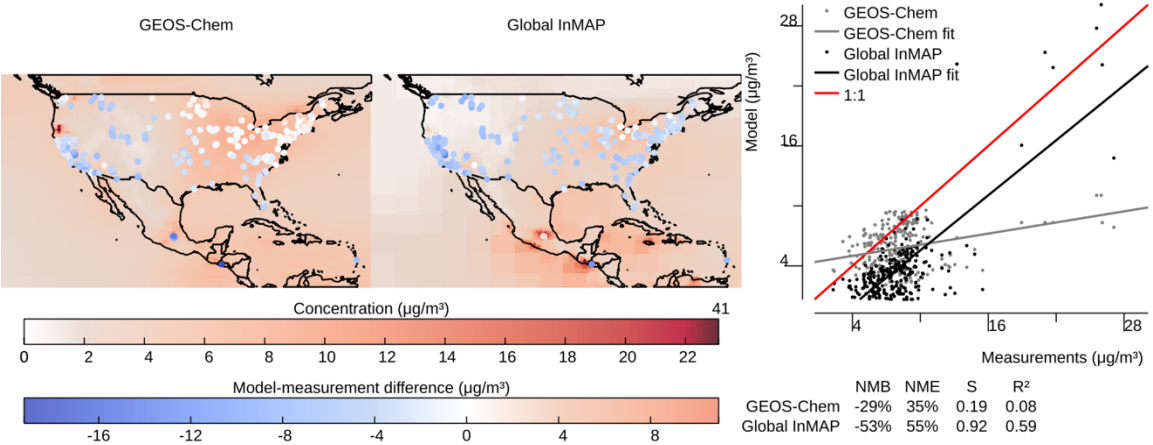 GEOS-Chem
Global InMAP
Concentration (µg/m³)
41
0 2 4 6 8 10 12 14 16 18 20 22
Model-measurement difference (µg/m³)
-16 -12 -8 -4 0 4 8
GEOS-Chem
GEOS-Chem fit
Global InMAP
Global InMAP fit
1:1
Model (µg/m³)
28
16
4
4 16 28
Measurements (µg/m³)
NMB NME S R²
GEOS-Chem -29% 35% 0.19 0.08
Global InMAP -53% 55% 0.92 0.59